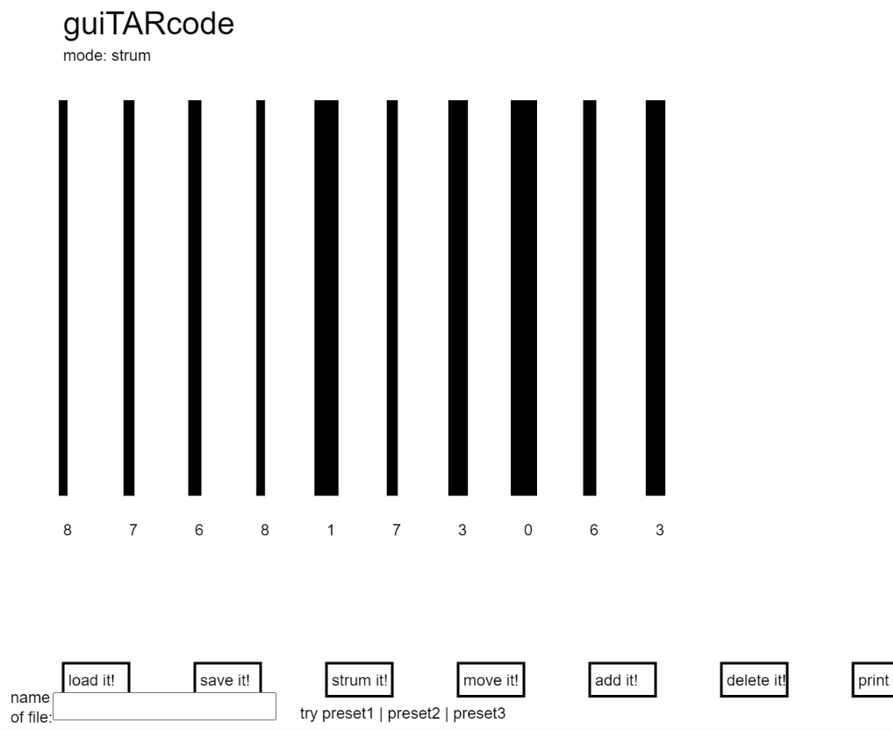 guiTARcode
mode: strum
8 7 6 8 1 7 3 0 6 3
load it! save it! strum it! move it! add it! delete it! print
name
of file: try preset1 | preset2 | preset3